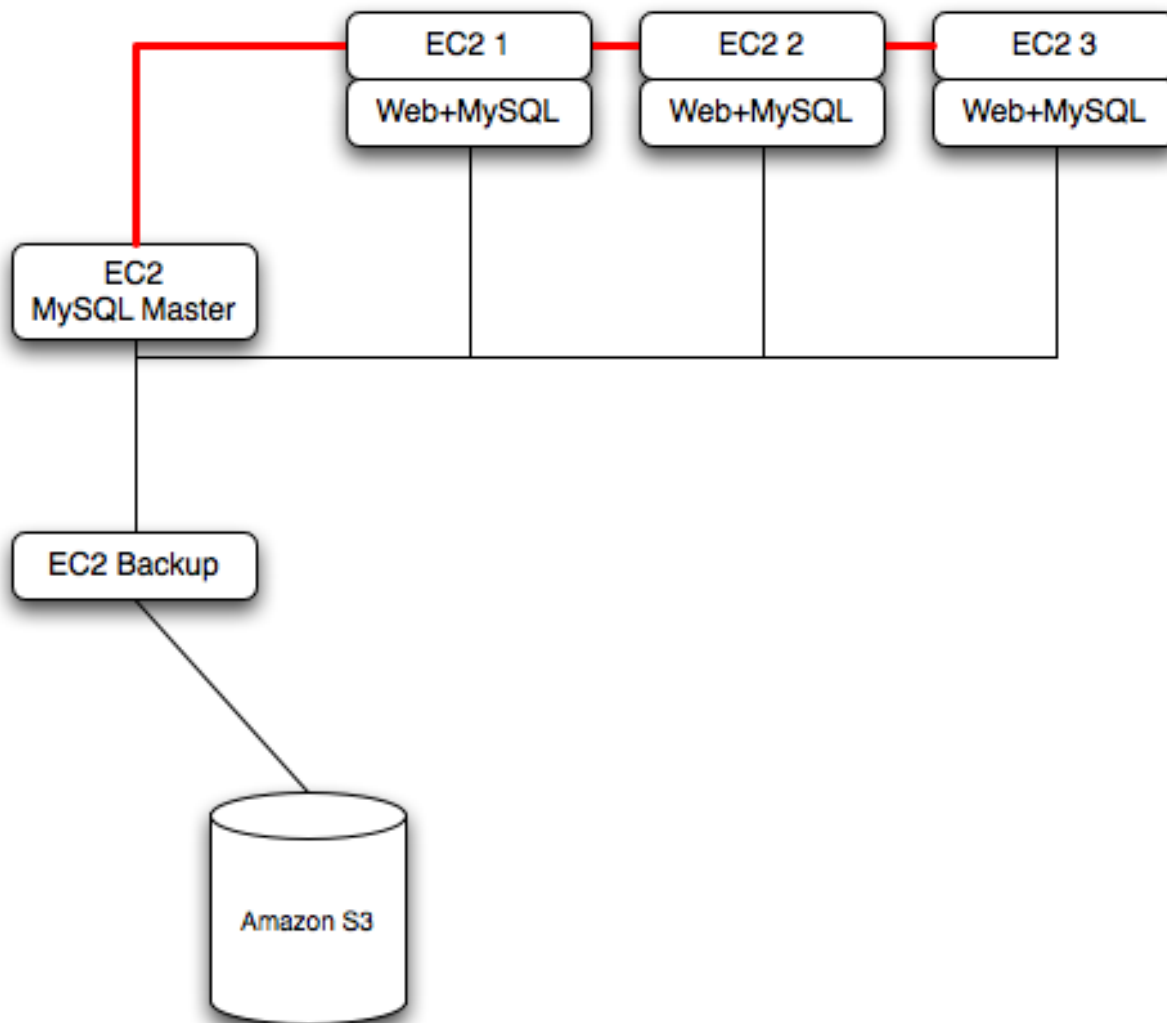 EC2 1
EC2 2
EC2 3
Web+MySQL
Web+MySQL
Web+MySQL
EC2
MySQL Master
EC2 Backup
Amazon S3